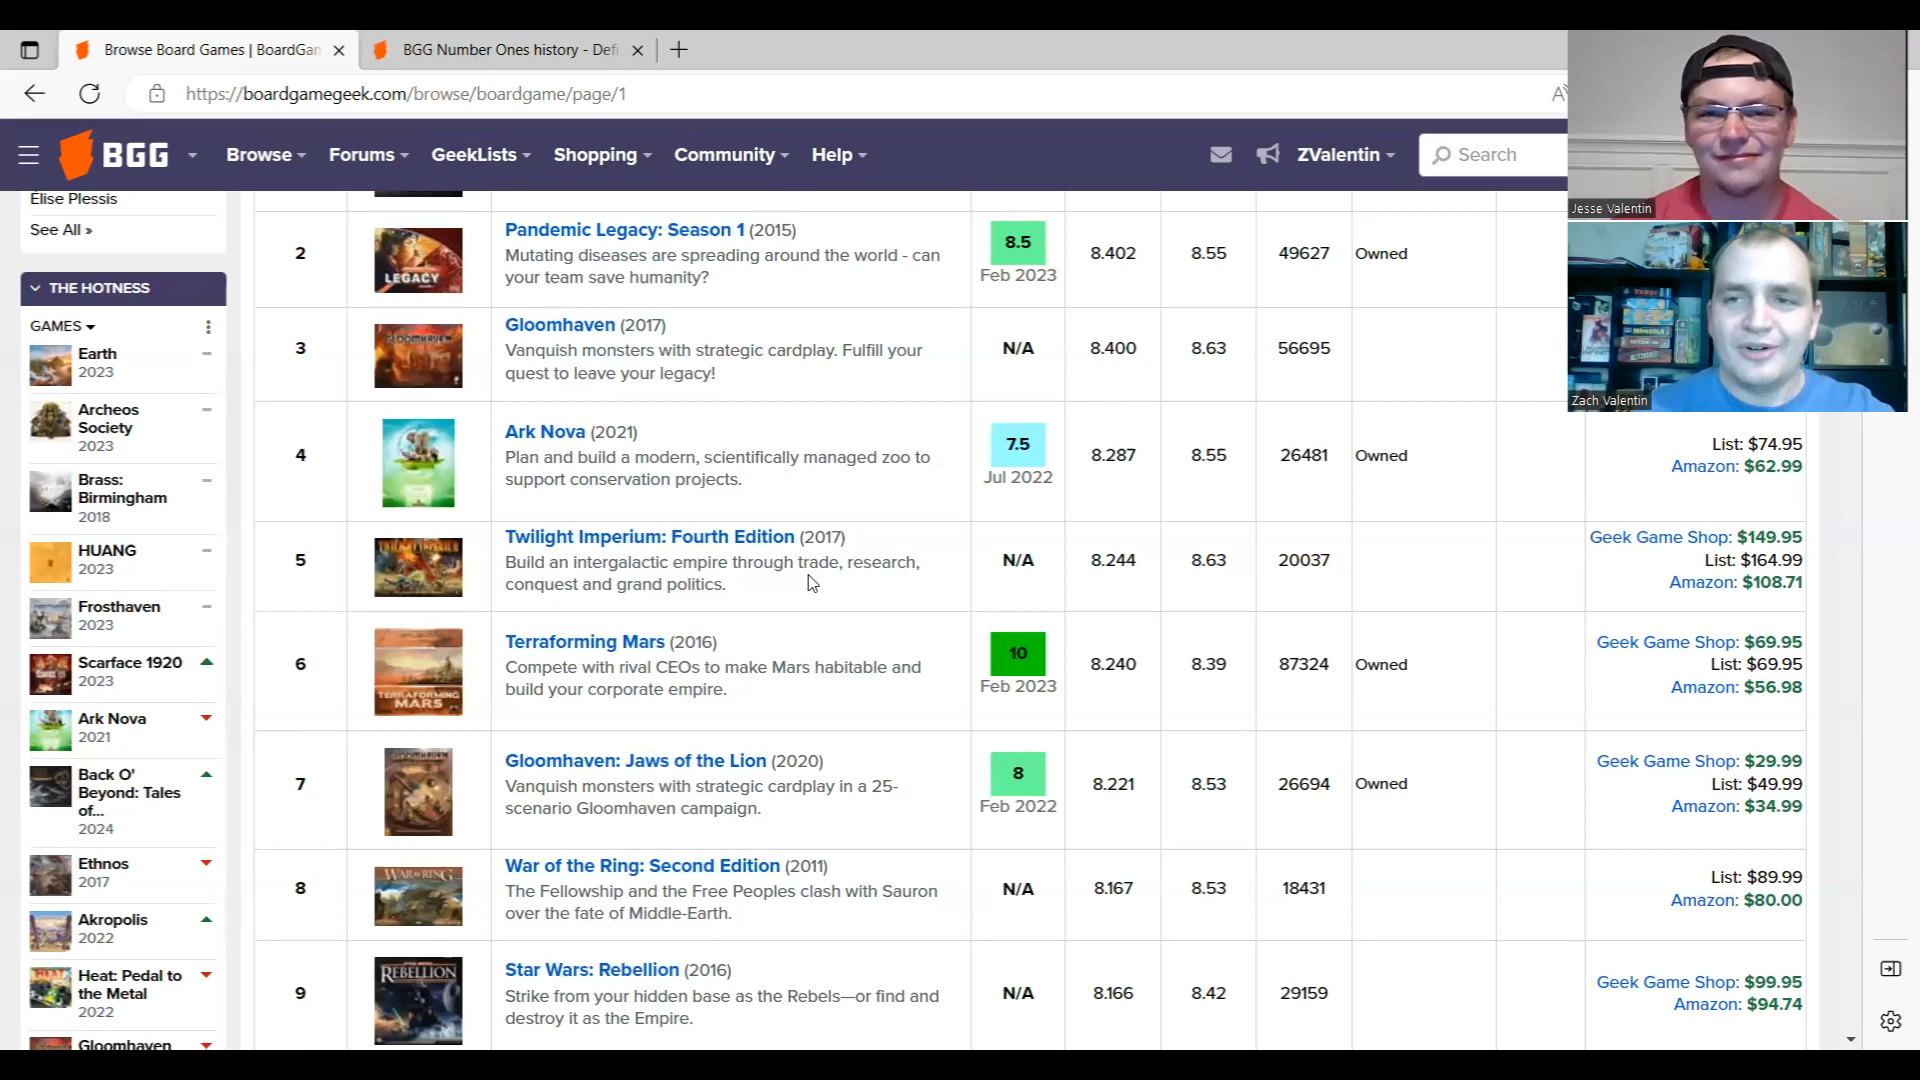 Browse Board Games | BoardGam
BGG Number Ones history - Defi
https://boardgamegeek.com/browse/boardgame/page/1
BGG
Browse
Forums
GeekLists
Shopping
Community
Help
ZValentin
Search
Jesse Valentin
Zach Valentin
Élise Plessis
See All »
THE HOTNESS
GAMES
Earth
2023
Archeos
Society
2023
Brass:
Birmingham
2018
HUANG
2023
Frosthaven
2023
Scarface 1920
2023
Ark Nova
2021
Back O'
Beyond: Tales
of...
2024
Ethnos
2017
Akropolis
2022
Heat: Pedal to
the Metal
2022
Gloomhaven
2
LEGACY
Pandemic Legacy: Season 1 (2015)
Mutating diseases are spreading around the world - can
your team save humanity?
8.5
Feb 2023
8.402
8.55
49627
Owned
3
GLOOMHAVEN
Gloomhaven (2017)
Vanquish monsters with strategic cardplay. Fulfill your
quest to leave your legacy!
N/A
8.400
8.63
56695
4
Ark Nova (2021)
Plan and build a modern, scientifically managed zoo to
support conservation projects.
7.5
Jul 2022
8.287
8.55
26481
Owned
List: $74.95
Amazon: $62.99
5
TWILIGHT IMPERIUM
Twilight Imperium: Fourth Edition (2017)
Build an intergalactic empire through trade, research,
conquest and grand politics.
N/A
8.244
8.63
20037
Geek Game Shop: $149.95
List: $164.99
Amazon: $108.71
6
TERRAFORMING
MARS
Terraforming Mars (2016)
Compete with rival CEOs to make Mars habitable and
build your corporate empire.
10
Feb 2023
8.240
8.39
87324
Owned
Geek Game Shop: $69.95
List: $69.95
Amazon: $56.98
7
Gloomhaven: Jaws of the Lion (2020)
Vanquish monsters with strategic cardplay in a 25-
scenario Gloomhaven campaign.
8
Feb 2022
8.221
8.53
26694
Owned
Geek Game Shop: $29.99
List: $49.99
Amazon: $34.99
8
WAR RING
War of the Ring: Second Edition (2011)
The Fellowship and the Free Peoples clash with Sauron
over the fate of Middle-Earth.
N/A
8.167
8.53
18431
List: $89.99
Amazon: $80.00
9
REBELLION
Star Wars: Rebellion (2016)
Strike from your hidden base as the Rebels—or find and
destroy it as the Empire.
N/A
8.166
8.42
29159
Geek Game Shop: $99.95
Amazon: $94.74